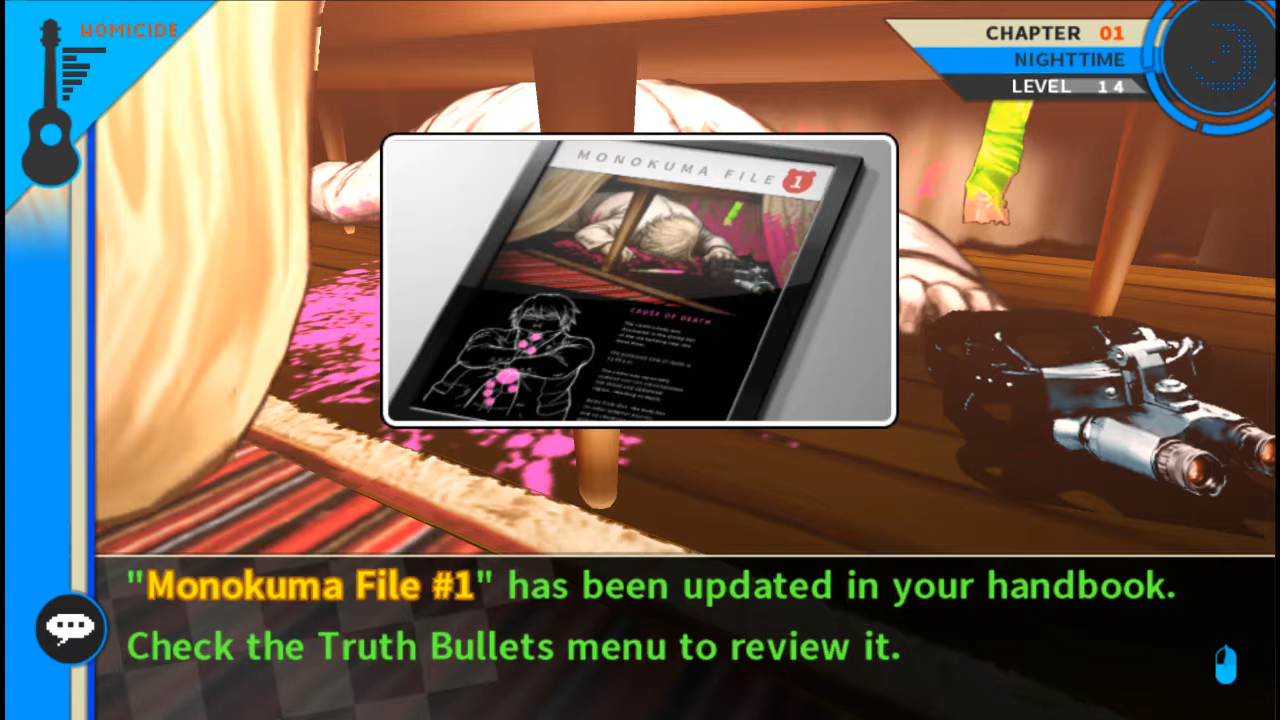 HOMICIDE
CHAPTER 01
NIGHTTIME
LEVEL 14
MONOKUMA FILE 1
CAUSE OF DEATH
"Monokuma File #1" has been updated in your handbook.
Check the Truth Bullets menu to review it.